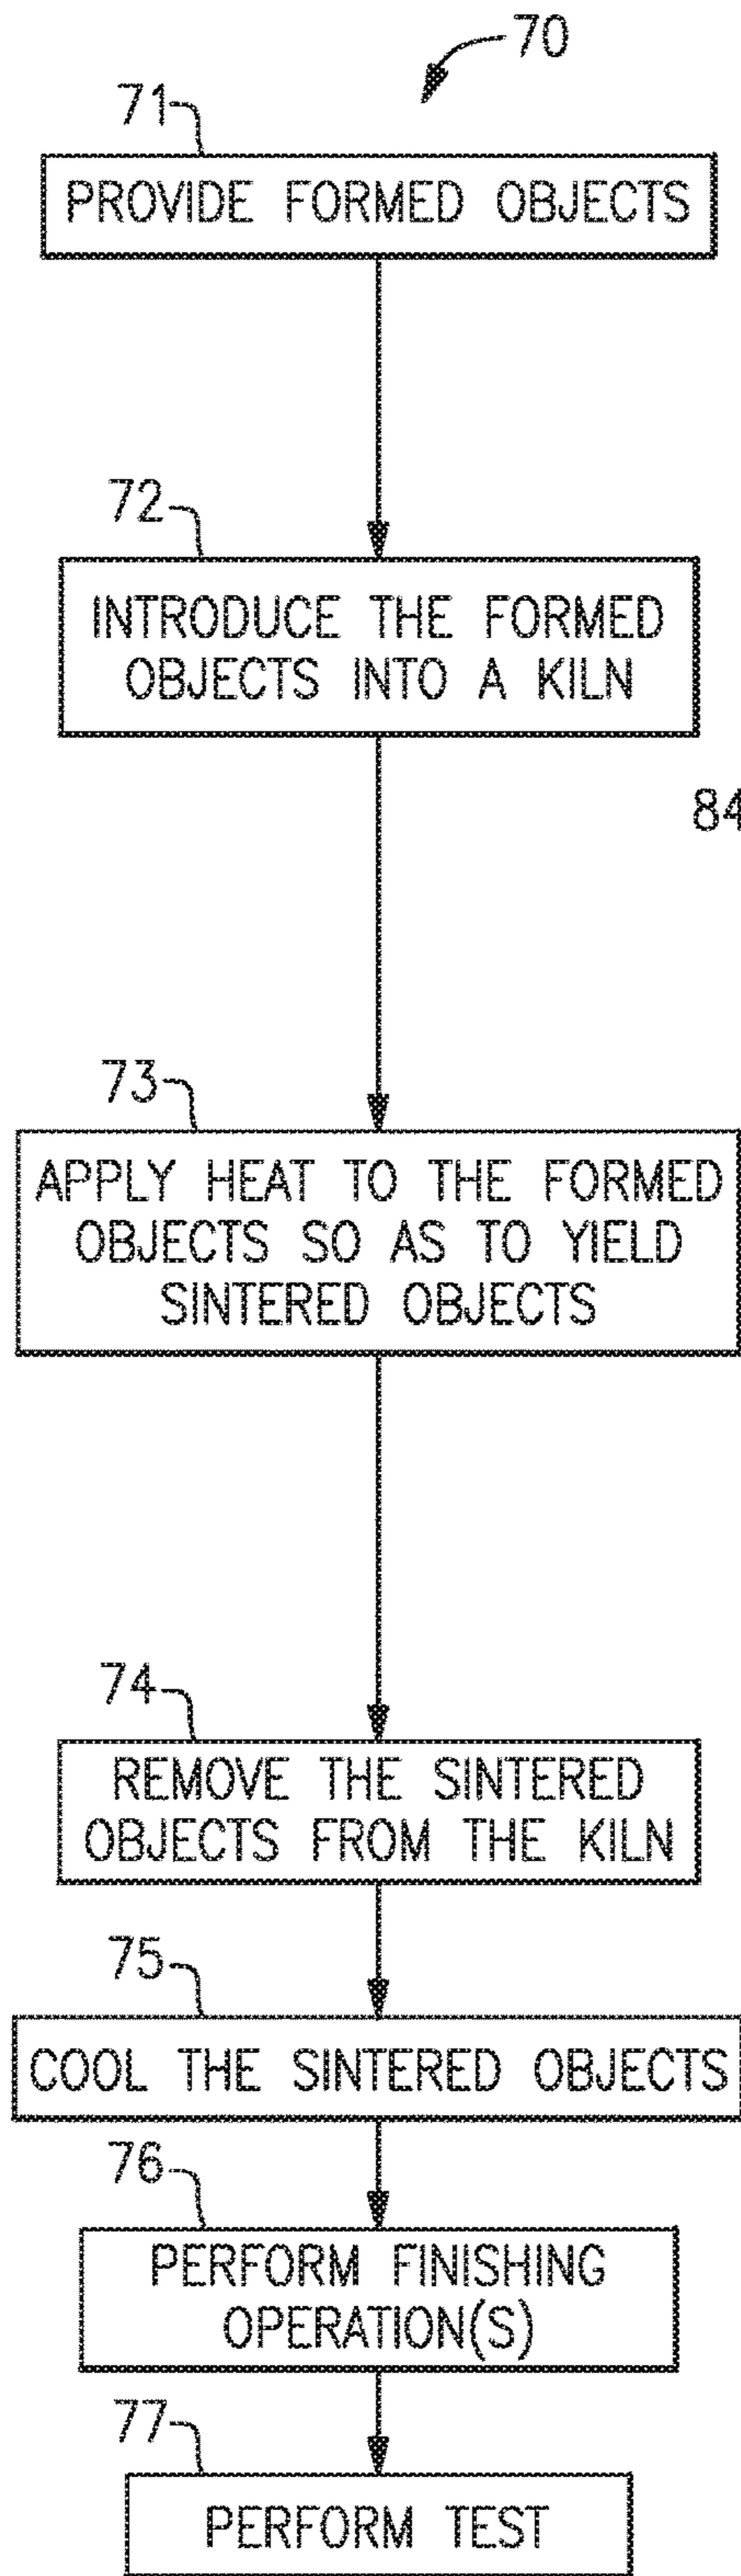 70
71
PROVIDE FORMED OBJECTS
72
INTRODUCE THE FORMED
OBJECTS INTO A KILN
84
73
APPLY HEAT TO THE FORMED
OBJECTS SO AS TO YIELD
SINTERED OBJECTS
74
REMOVE THE SINTERED
OBJECTS FROM THE KILN
75
COOL THE SINTERED OBJECTS
76
PERFORM FINISHING
OPERATION(S)
77
PERFORM TEST